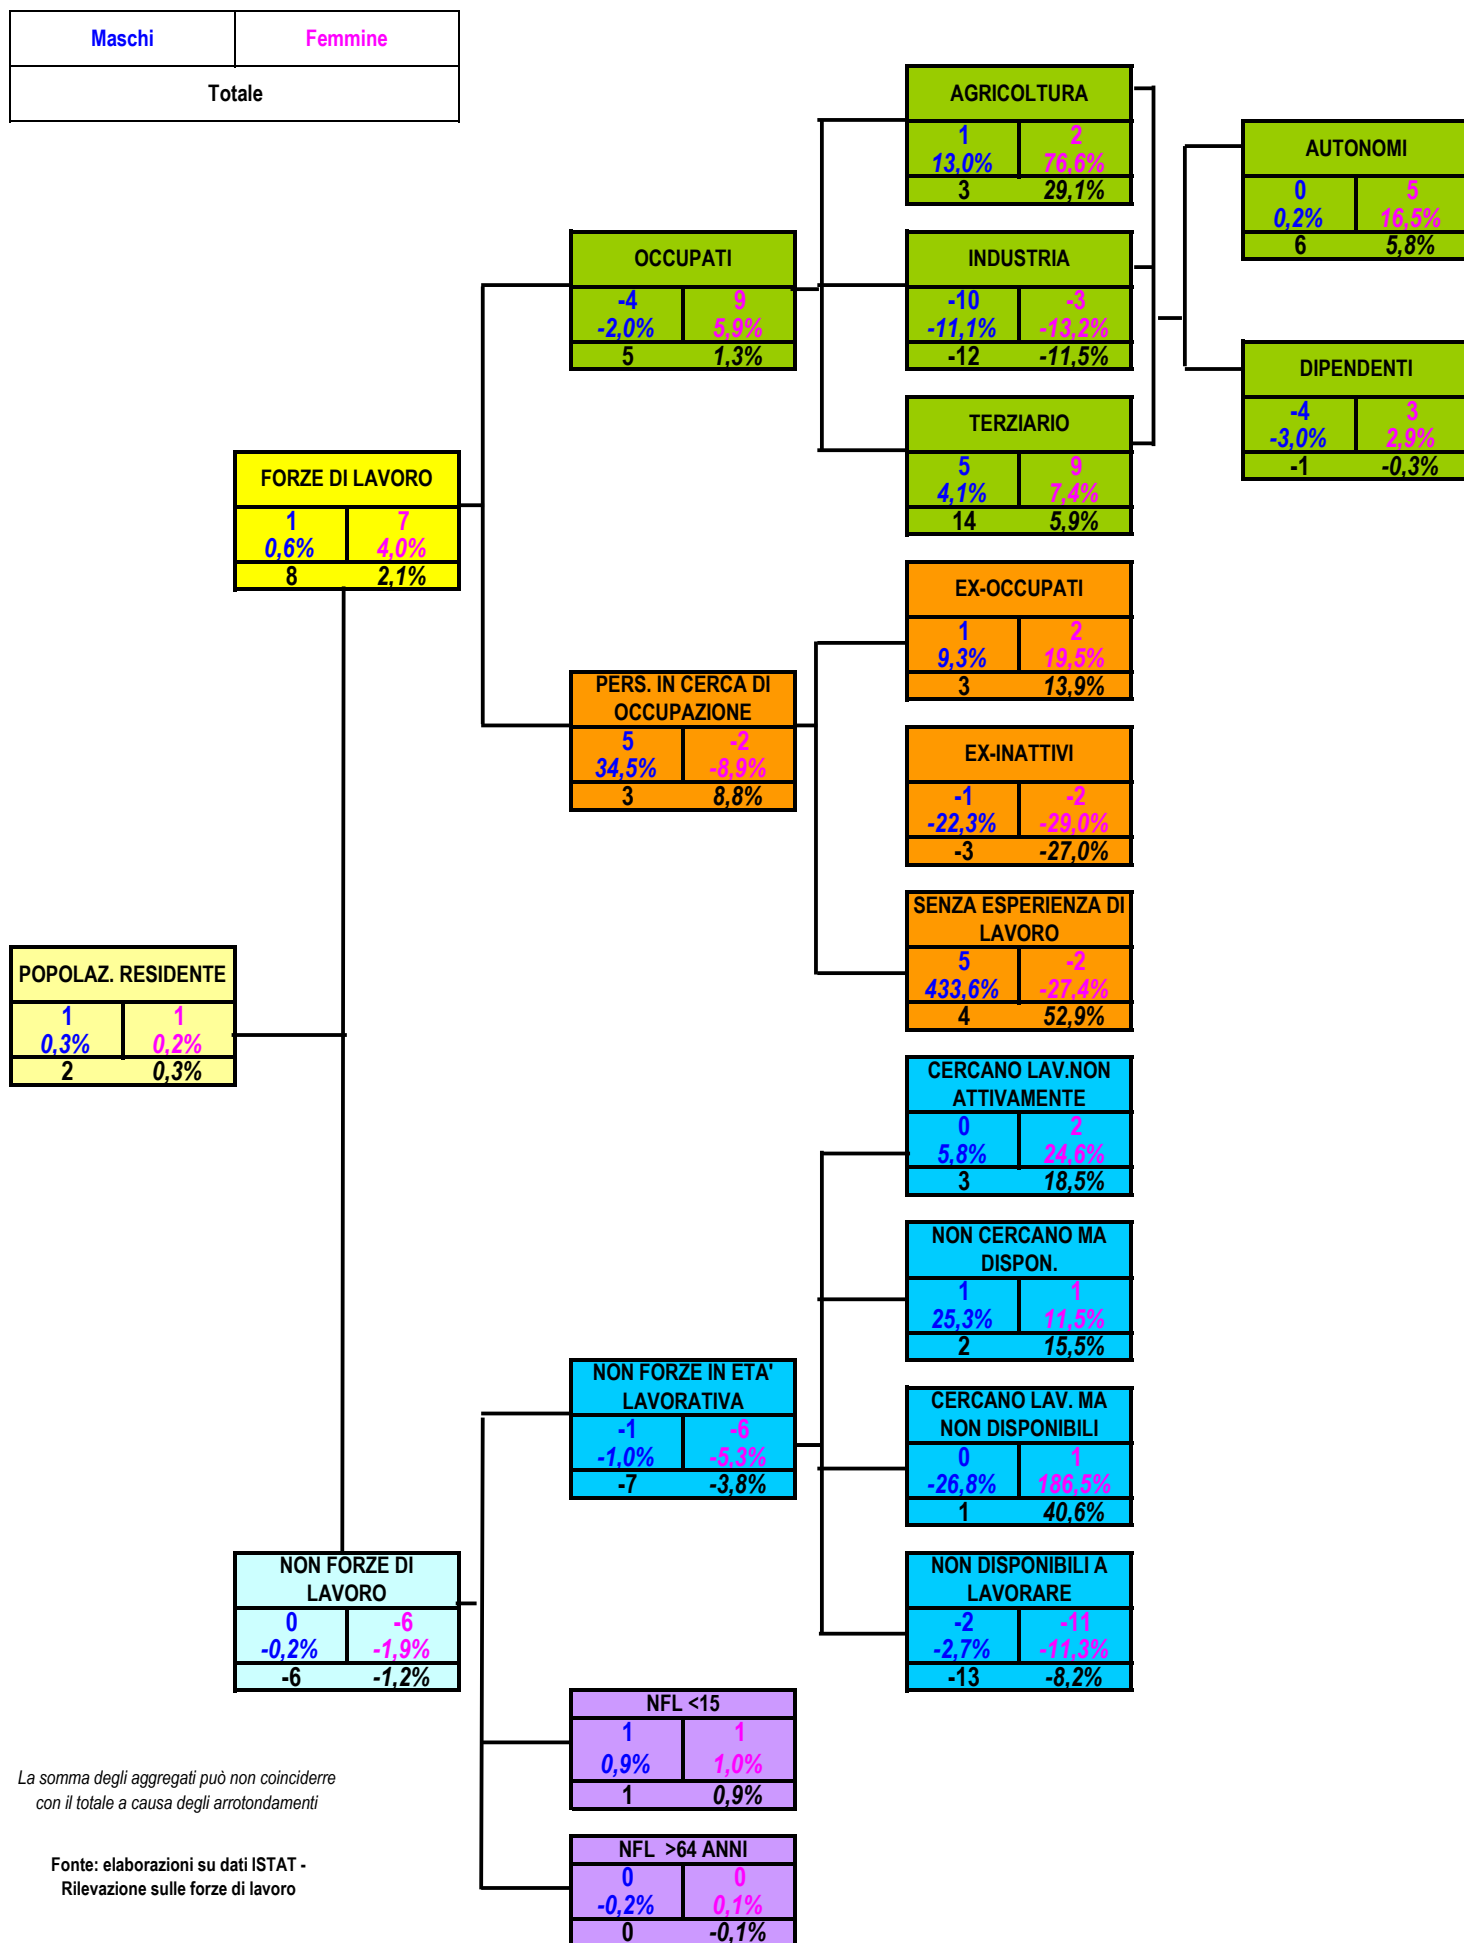 Maschi Femmine
Totale
AGRICOLTURA
1 2
13,0% 76,6%
3 29,1%
AUTONOMI
0 5
0,2% 16,5%
6 5,8%
OCCUPATI
-4 9
-2,0% 5,9%
5 1,3%
INDUSTRIA
-10 -3
-11,1% -13,2%
-12 -11,5%
DIPENDENTI
-4 3
-3,0% 2,9%
-1 -0,3%
TERZIARIO
5 9
4,1% 7,4%
14 5,9%
FORZE DI LAVORO
1 7
0,6% 4,0%
8 2,1%
EX-OCCUPATI
1 2
9,3% 19,5%
3 13,9%
PERS. IN CERCA DI
OCCUPAZIONE
5 -2
34,5% -8,9%
3 8,8%
EX-INATTIVI
-1 -2
-22,3% -29,0%
-3 -27,0%
SENZA ESPERIENZA DI
LAVORO
5 -2
433,6% -27,4%
4 52,9%
POPOLAZ. RESIDENTE
1 1
0,3% 0,2%
2 0,3%
CERCANO LAV.NON
ATTIVAMENTE
0 2
5,8% 24,6%
3 18,5%
NON CERCANO MA
DISPON.
1 1
25,3% 11,5%
2 15,5%
NON FORZE IN ETA'
LAVORATIVA
-1 -6
-1,0% -5,3%
-7 -3,8%
CERCANO LAV. MA
NON DISPONIBILI
0 1
-26,8% 186,5%
1 40,6%
NON FORZE DI
LAVORO
0 -6
-0,2% -1,9%
-6 -1,2%
NON DISPONIBILI A
LAVORARE
-2 -11
-2,7% -11,3%
-13 -8,2%
NFL <15
1 1
0,9% 1,0%
1 0,9%
NFL >64 ANNI
0 0
-0,2% 0,1%
0 -0,1%
La somma degli aggregati può non coinciderre
con il totale a causa degli arrotondamenti
Fonte: elaborazioni su dati ISTAT -
Rilevazione sulle forze di lavoro